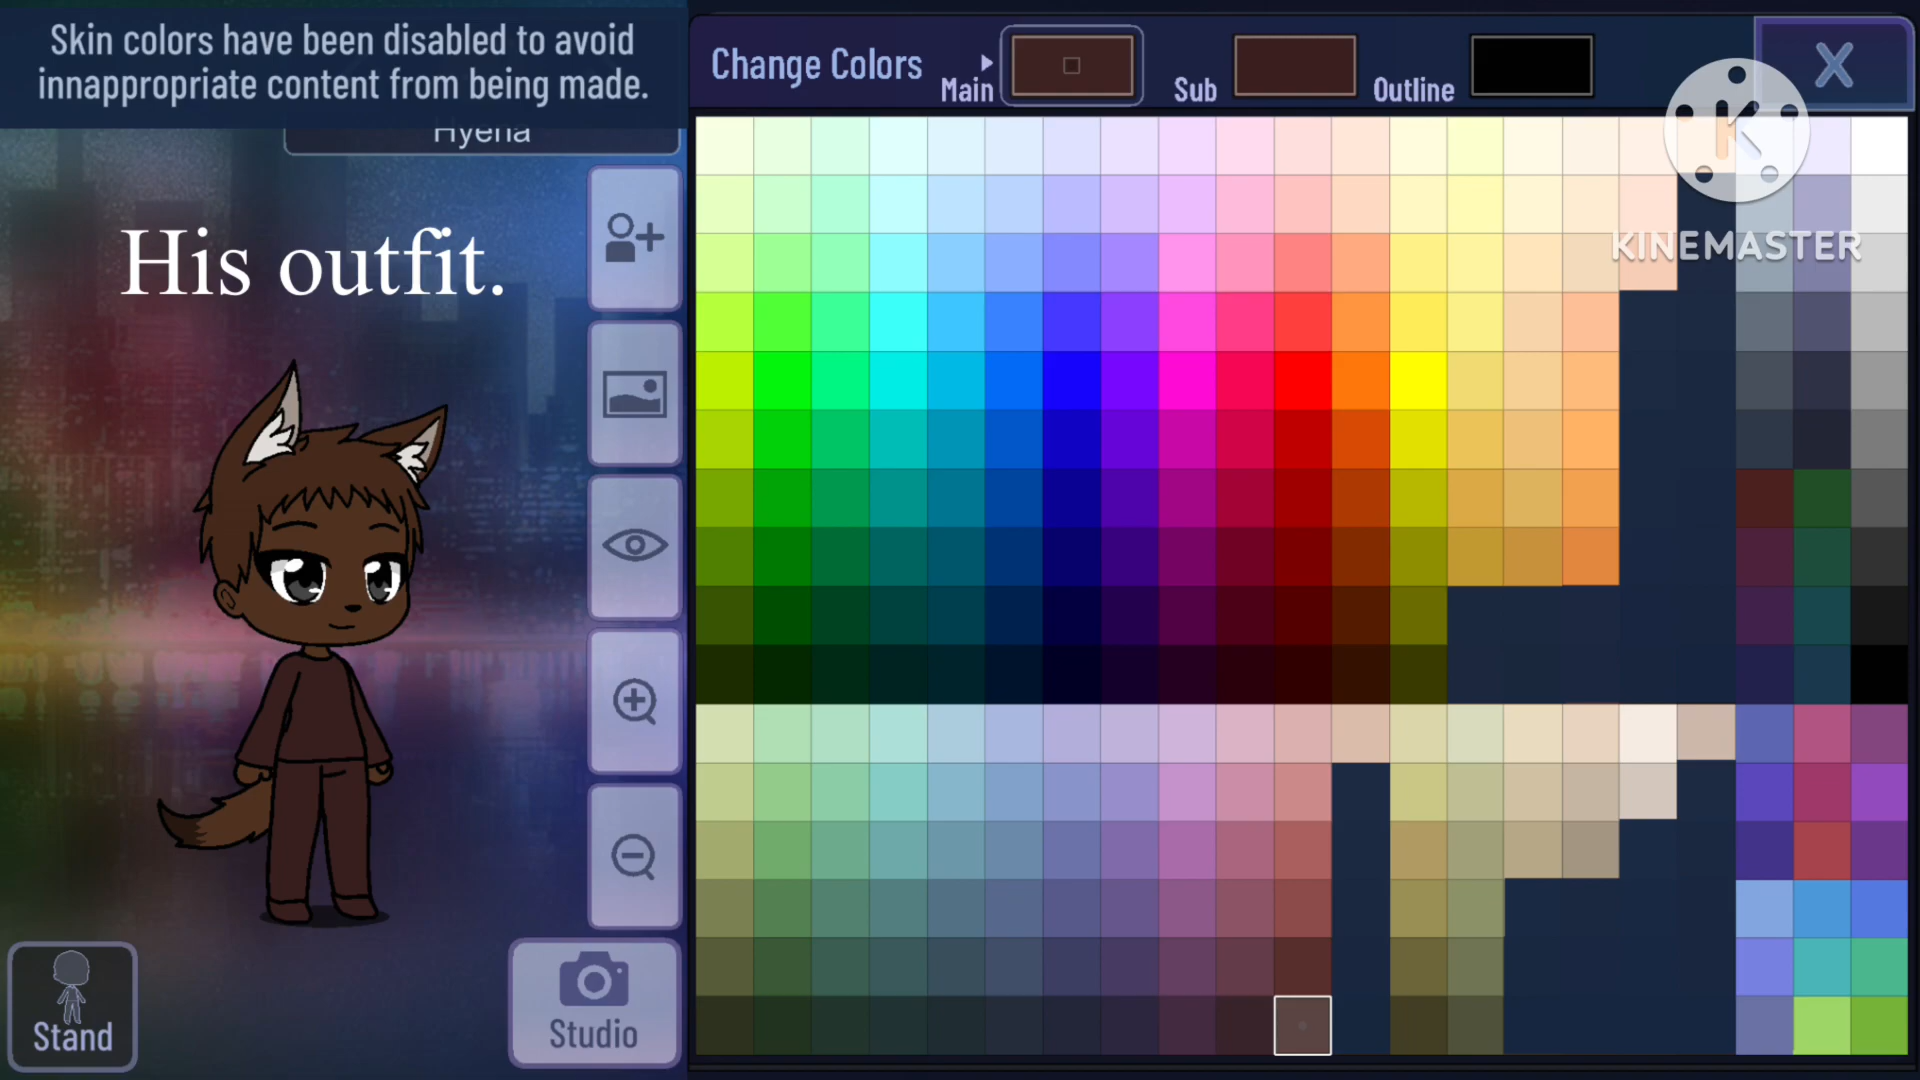 Skin colors have been disabled to avoid
innappropriate content from being made.
Hyena
His outfit.
Stand
Studio
Change Colors
Main
Sub
Outline
X
K
KINEMASTER